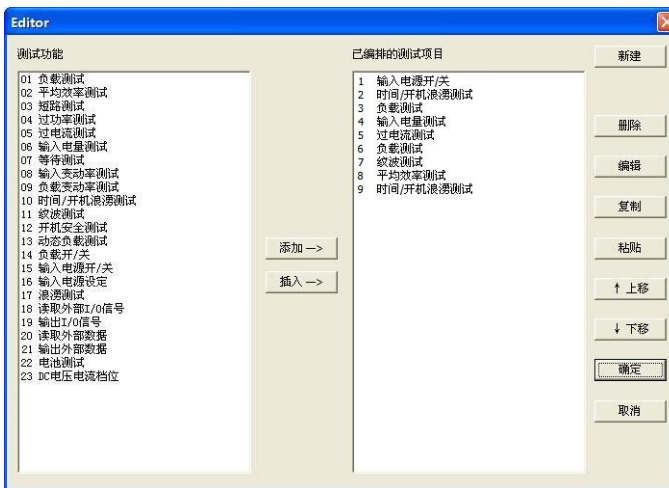 Editor
测试功能
01 负载测试
02 平均效率测试
03 短路测试
04 过功率测试
05 过电流测试
06 输入电量测试
07 等待测试
08 输入变动率测试
09 负载变动率测试
10 时间/开机浪湧测试
11 纹波测试
12 开机安全测试
13 动态负载测试
14 负载开/关
15 输入电源开/关
16 输入电源设定
17 浪湧测试
18 读取外部I/O信号
19 输出I/O信号
20 读取外部数据
21 输出外部数据
22 电池测试
23 DC电压电流档位
添加-->
插入-->
已编排的测试项目
1 输入电源开/关
2 时间/开机浪湧测试
3 负载测试
4 输入电量测试
5 过电流测试
6 负载测试
7 纹波测试
8 平均效率测试
9 时间/开机浪湧测试
新建
删除
编辑
复制
粘贴
↑ 上移
↓ 下移
确定
取消